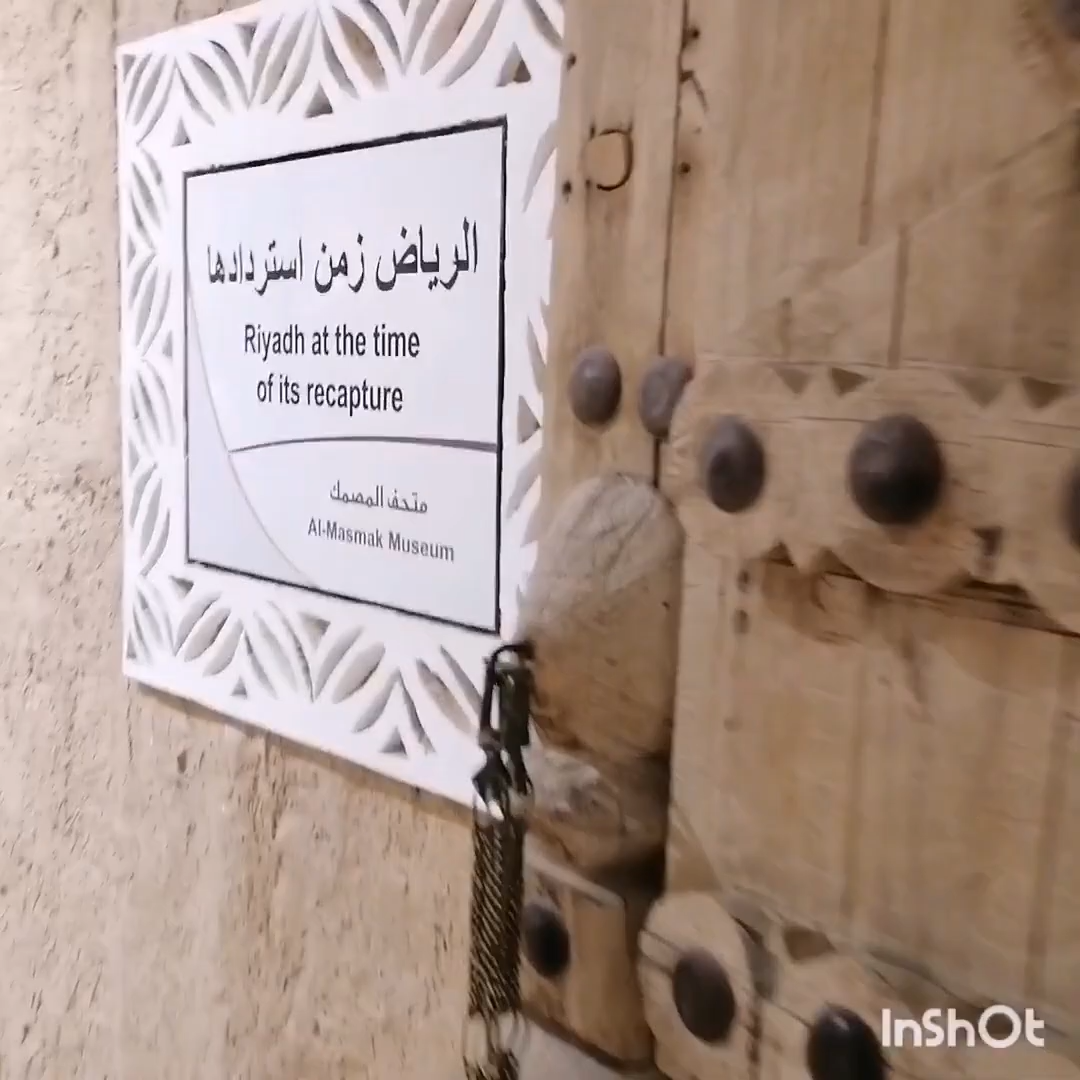 الرياض زمن استردادها
Riyadh at the time
of its recapture
متحف المصمك
Al-Masmak Museum
InShOt